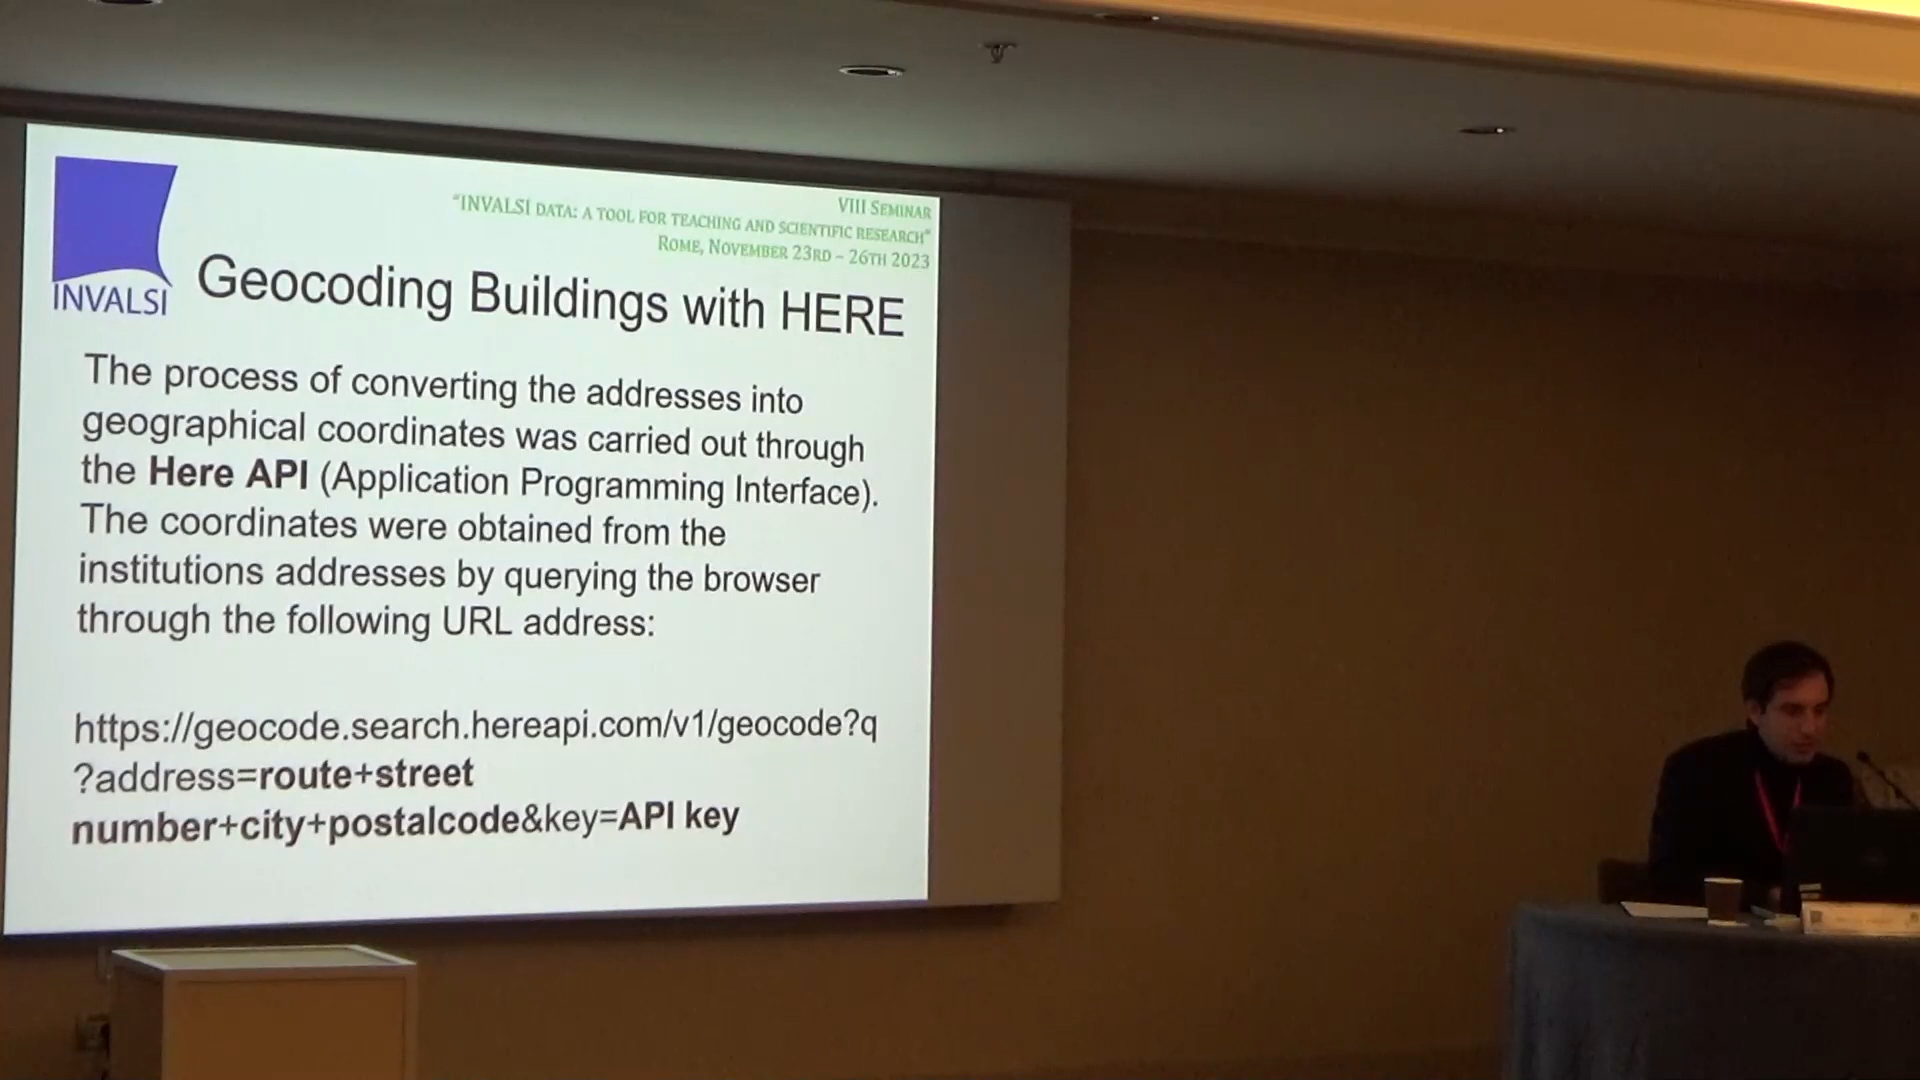 VIII SEMINAR
"INVALSI DATA: A TOOL FOR TEACHING AND SCIENTIFIC RESEARCH"
ROME, NOVEMBER 23RD – 26TH 2023
INVALSI
Geocoding Buildings with HERE
The process of converting the addresses into
geographical coordinates was carried out through
the Here API (Application Programming Interface).
The coordinates were obtained from the
institutions addresses by querying the browser
through the following URL address:
https://geocode.search.hereapi.com/v1/geocode?q
?address=route+street
number+city+postalcode&key=API key